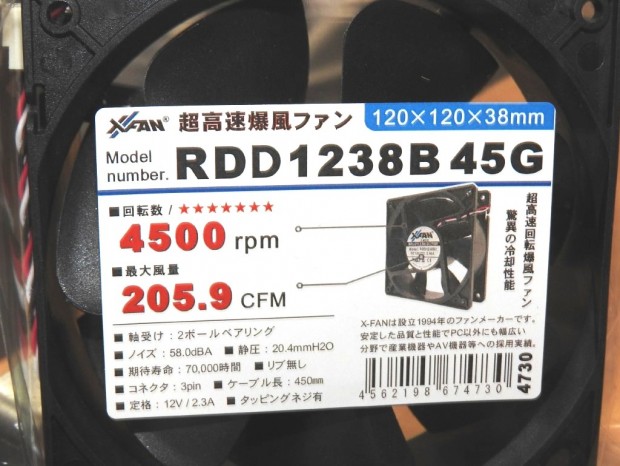 X-FAN® 超高速爆風ファン 120×120×38mm
Model number. RDD1238B 45G
■回転数 / ★★★★★★★
4500 rpm
■最大風量
205.9 CFM
■ 軸受け：2ボールベアリング
■ ノイズ：58.0dBA ■ 静圧：20.4mmH2O
■ 期待寿命：70,000時間 ■ リブ無し
■ コネクタ：3pin ■ ケーブル長：450mm
■ 定格：12V / 2.3A ■ タッピングネジ有
超高速回転爆風ファン
驚異の冷却性能
X-FAN
X-FANは設立1994年のファンメーカーです。
安定した品質と性能でPC以外にも幅広い
分野で産業機器やAV機器等への採用実績。
4 562198 674730
4730